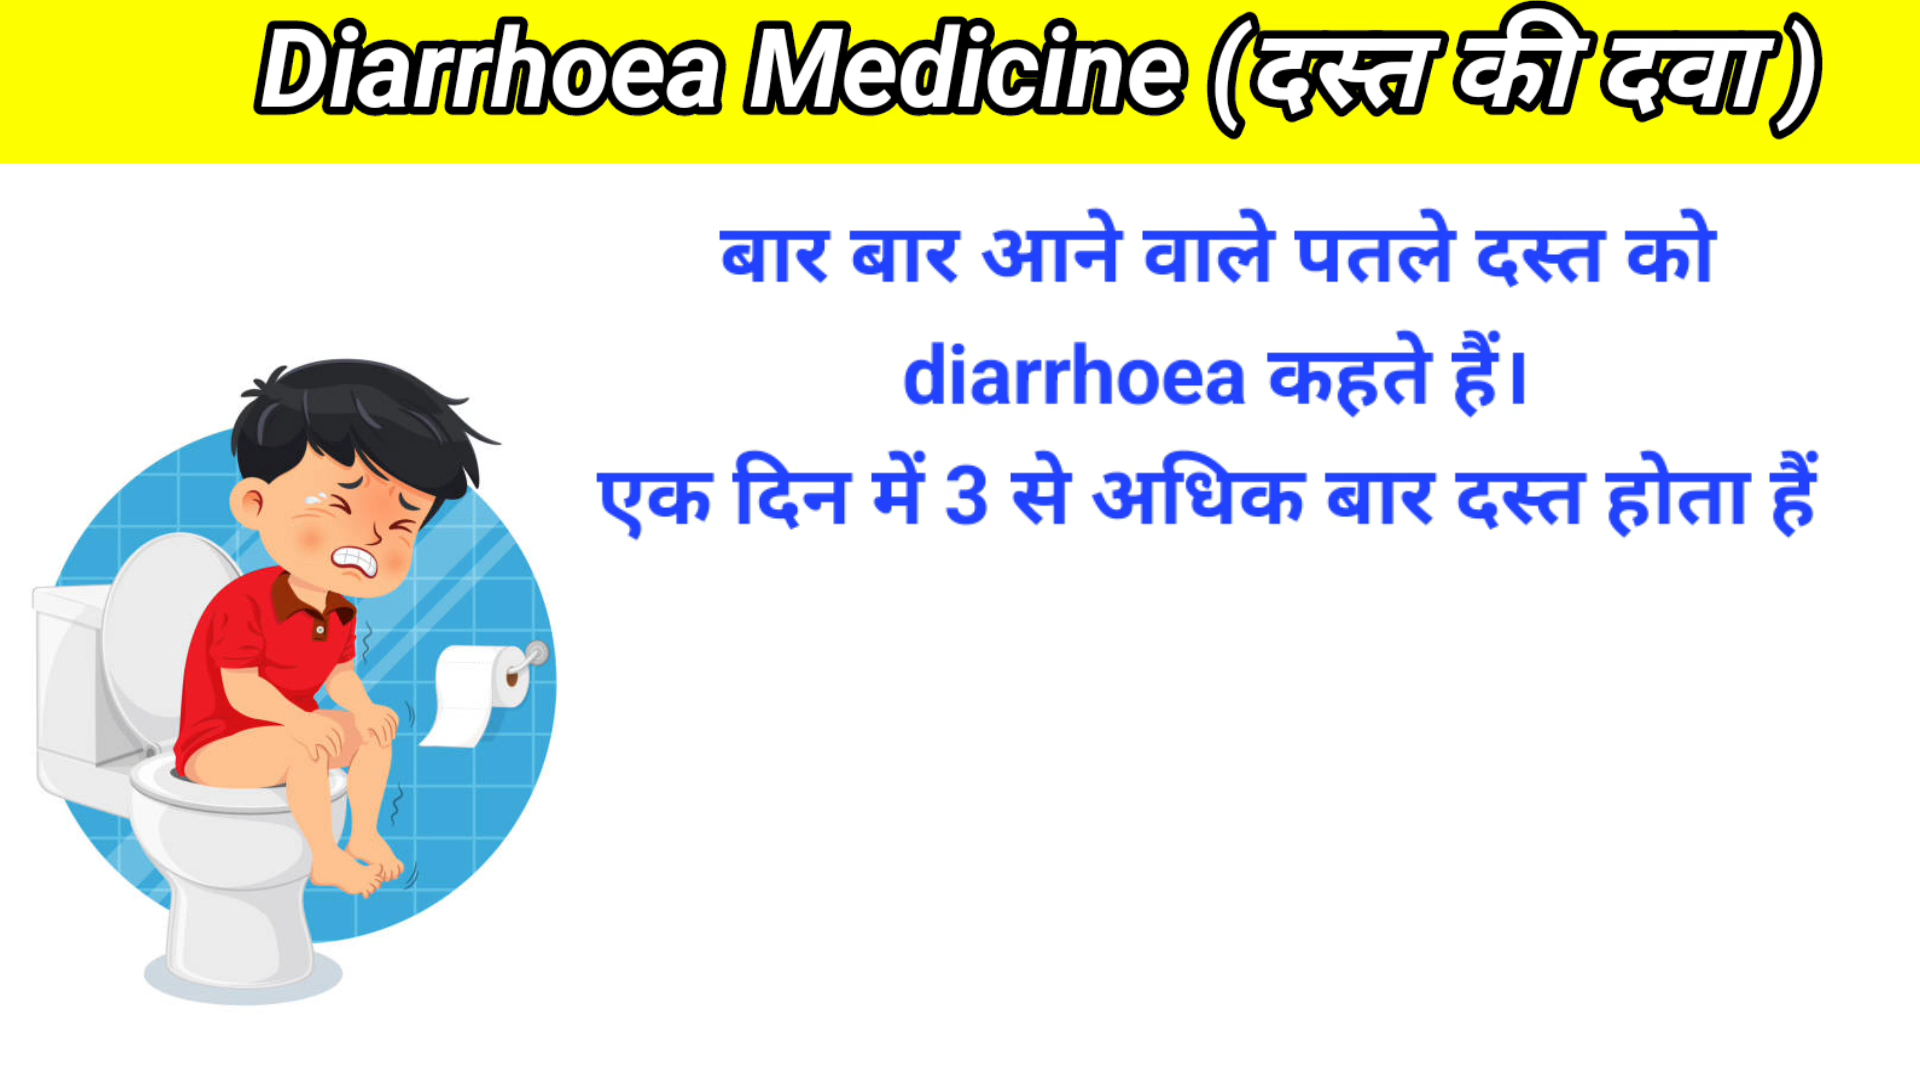 Diarrhoea Medicine (दस्त की दवा)
बार बार आने वाले पतले दस्त को
diarrhoea कहते हैं।
एक दिन में 3 से अधिक बार दस्त होता हैं